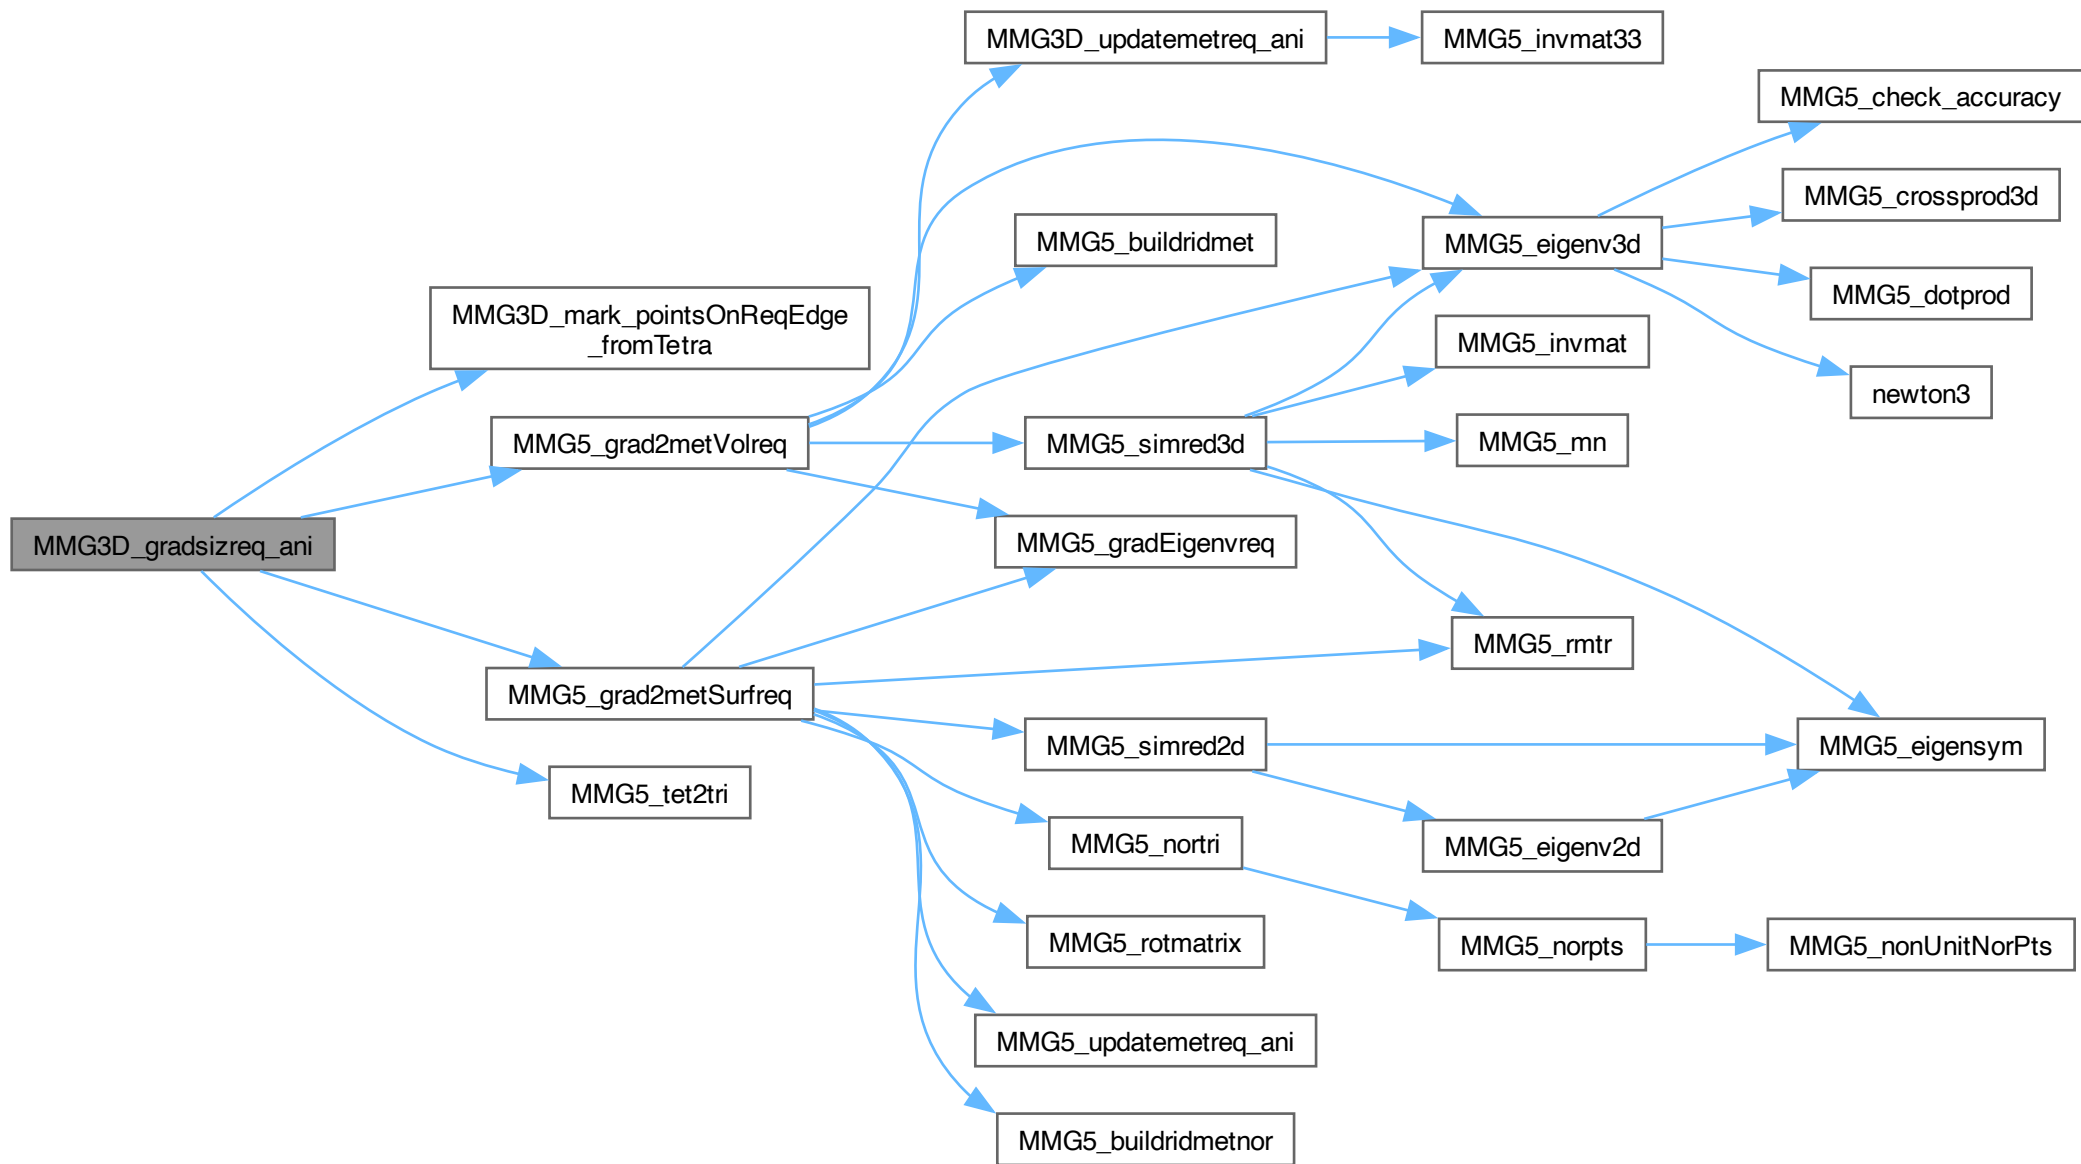 MMG3D_updatemetreq_ani
MMG5_invmat33
MMG5_check_accuracy
MMG5_crossprod3d
MMG5_buildridmet
MMG5_eigenv3d
MMG5_dotprod
MMG3D_mark_pointsOnReqEdge
_fromTetra
MMG5_invmat
newton3
MMG5_grad2metVolreq
MMG5_simred3d
MMG5_mn
MMG3D_gradsizreq_ani
MMG5_gradEigenvreq
MMG5_rmtr
MMG5_grad2metSurfreq
MMG5_simred2d
MMG5_eigensym
MMG5_tet2tri
MMG5_nortri
MMG5_eigenv2d
MMG5_rotmatrix
MMG5_norpts
MMG5_nonUnitNorPts
MMG5_updatemetreq_ani
MMG5_buildridmetnor